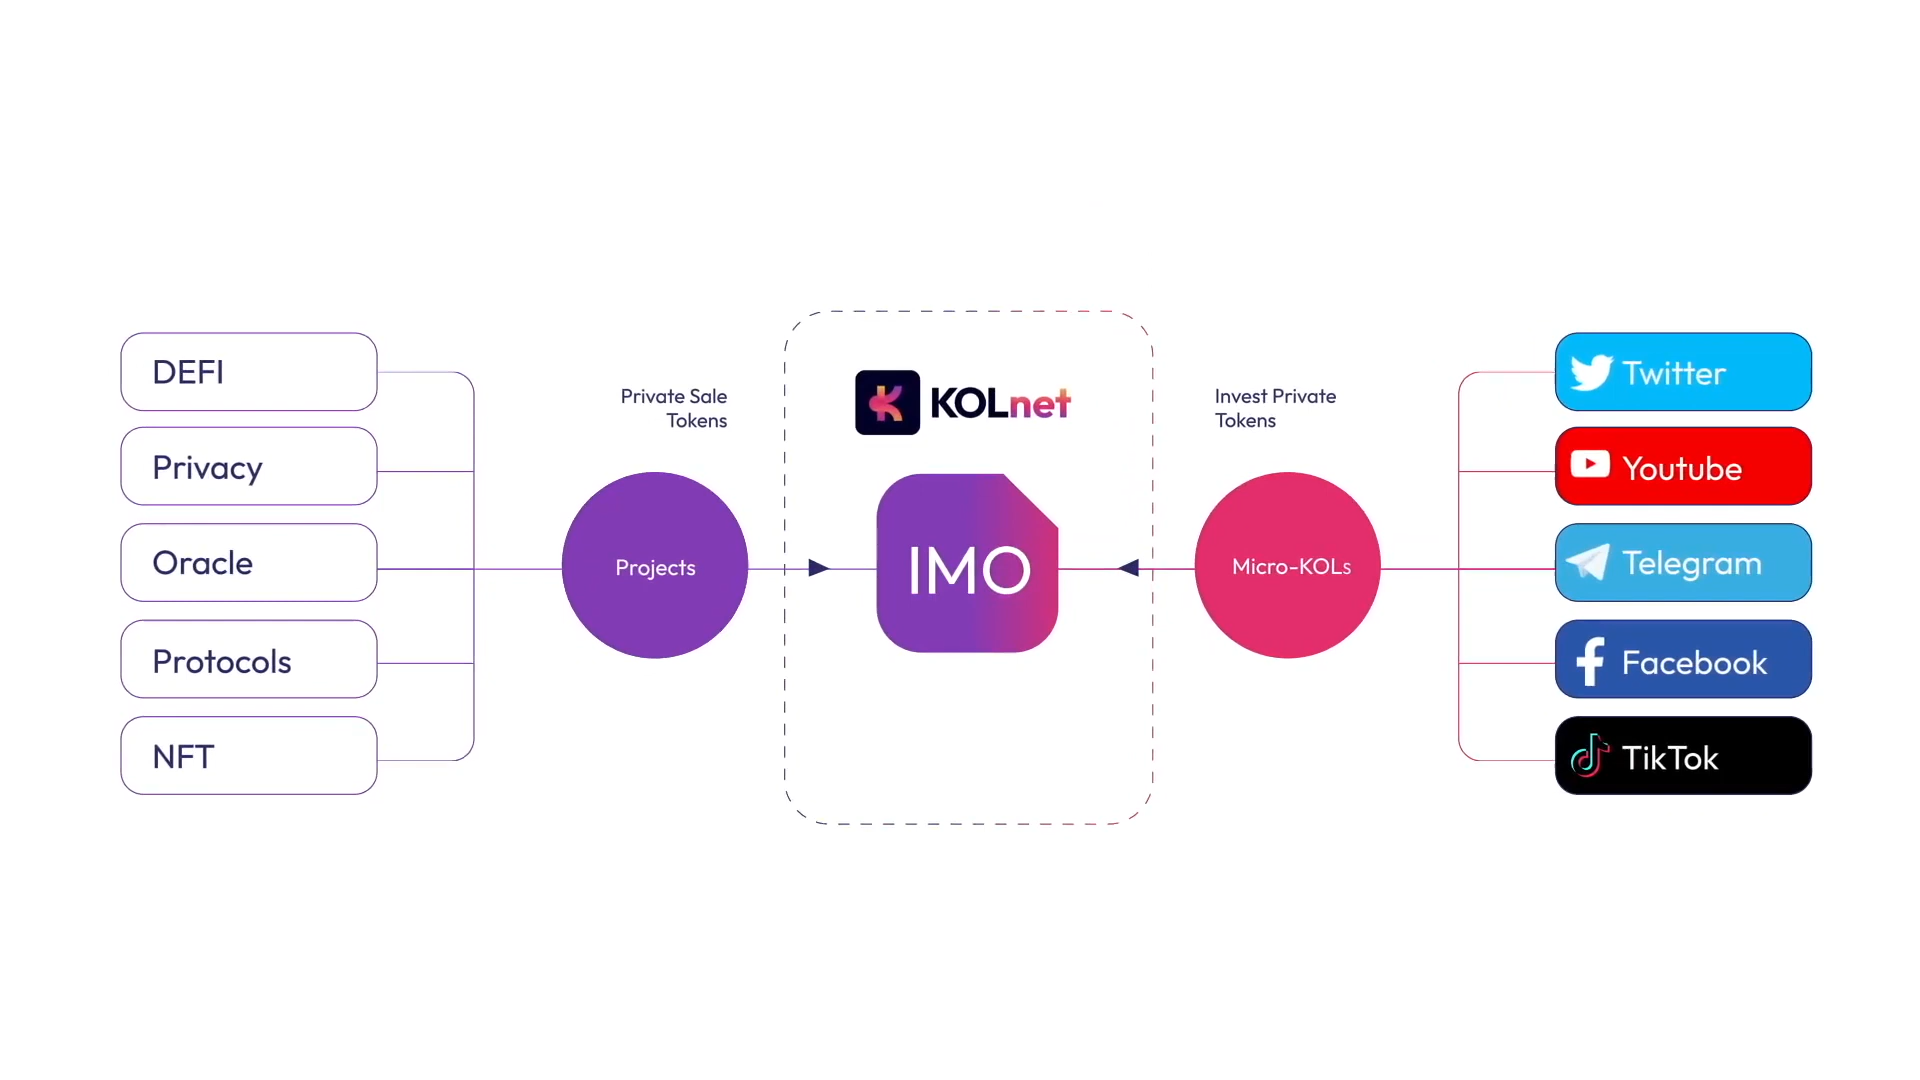 DEFI
Privacy
Oracle
Protocols
NFT
Private Sale
Tokens
Projects
KOLnet
IMO
Invest Private
Tokens
Micro-KOLs
Twitter
Youtube
Telegram
Facebook
TikTok